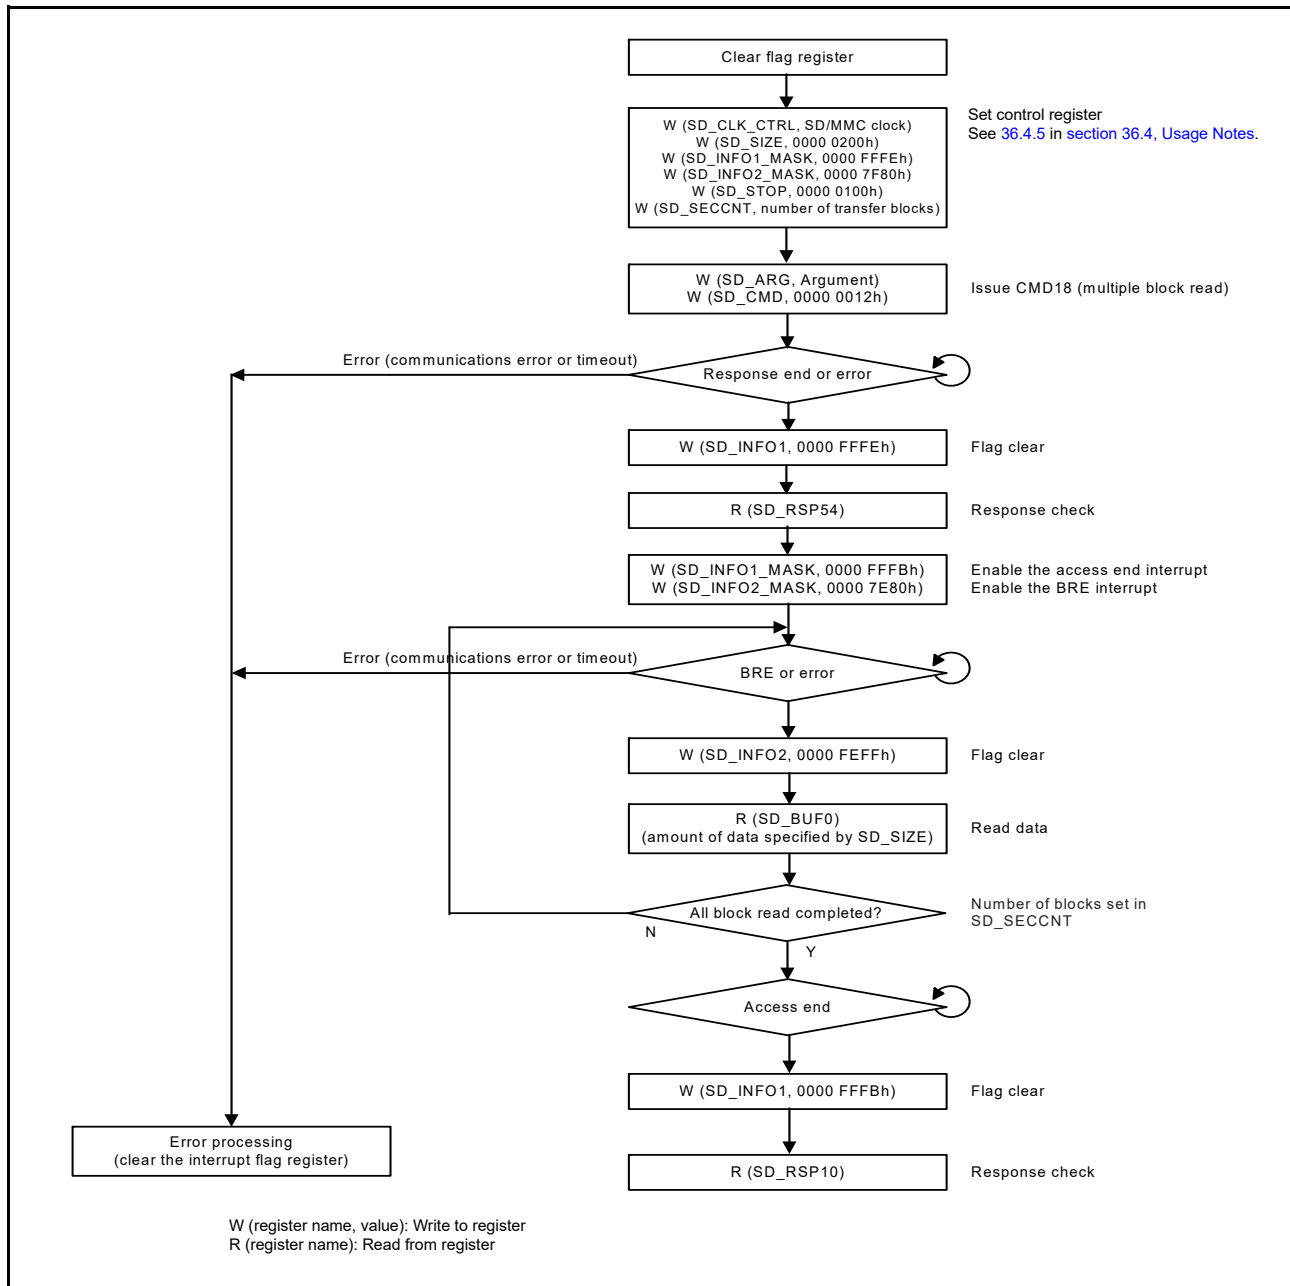 Clear flag register
W (SD_CLK_CTRL, SD/MMC clock)
W (SD_SIZE, 0000 0200h)
W (SD_INFO1_MASK, 0000 FFFEh)
W (SD_INFO2_MASK, 0000 7F80h)
W (SD_STOP, 0000 0100h)
W (SD_SECCNT, number of transfer blocks)
Set control register
See 36.4.5 in section 36.4, Usage Notes.
W (SD_ARG, Argument)
W (SD_CMD, 0000 0012h)
Issue CMD18 (multiple block read)
Error (communications error or timeout)
Response end or error
W (SD_INFO1, 0000 FFFEh)
Flag clear
R (SD_RSP54)
Response check
W (SD_INFO1_MASK, 0000 FFFBh)
W (SD_INFO2_MASK, 0000 7E80h)
Enable the access end interrupt
Enable the BRE interrupt
Error (communications error or timeout)
BRE or error
W (SD_INFO2, 0000 FEFFh)
Flag clear
R (SD_BUF0)
(amount of data specified by SD_SIZE)
Read data
All block read completed?
Number of blocks set in
SD_SECCNT
N
Y
Access end
W (SD_INFO1, 0000 FFFBh)
Flag clear
Error processing
(clear the interrupt flag register)
R (SD_RSP10)
Response check
W (register name, value): Write to register
R (register name): Read from register